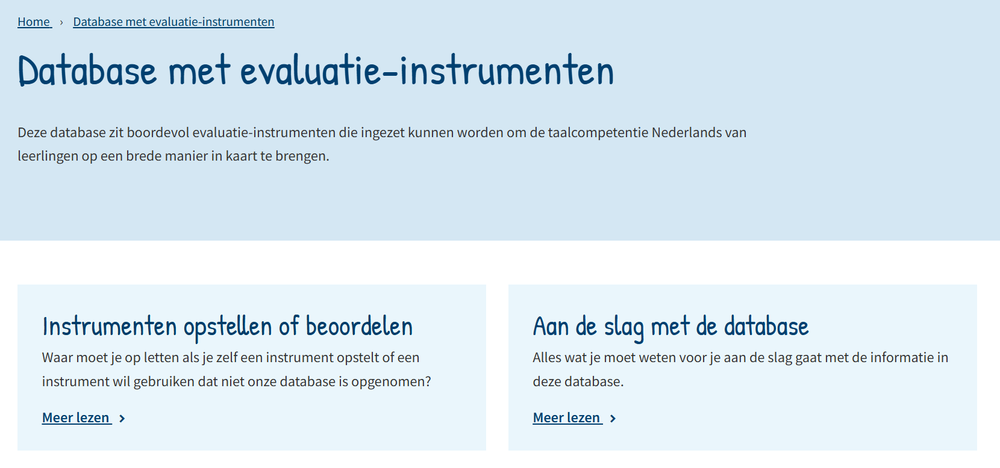 Home › Database met evaluatie-instrumenten
Database met evaluatie-instrumenten
Deze database zit boordevol evaluatie-instrumenten die ingezet kunnen worden om de taalcompetentie Nederlands van
leerlingen op een brede manier in kaart te brengen.
Instrumenten opstellen of beoordelen
Waar moet je op letten als je zelf een instrument opstelt of een
instrument wil gebruiken dat niet onze database is opgenomen?
Meer lezen ›
Aan de slag met de database
Alles wat je moet weten voor je aan de slag gaat met de informatie in
deze database.
Meer lezen ›